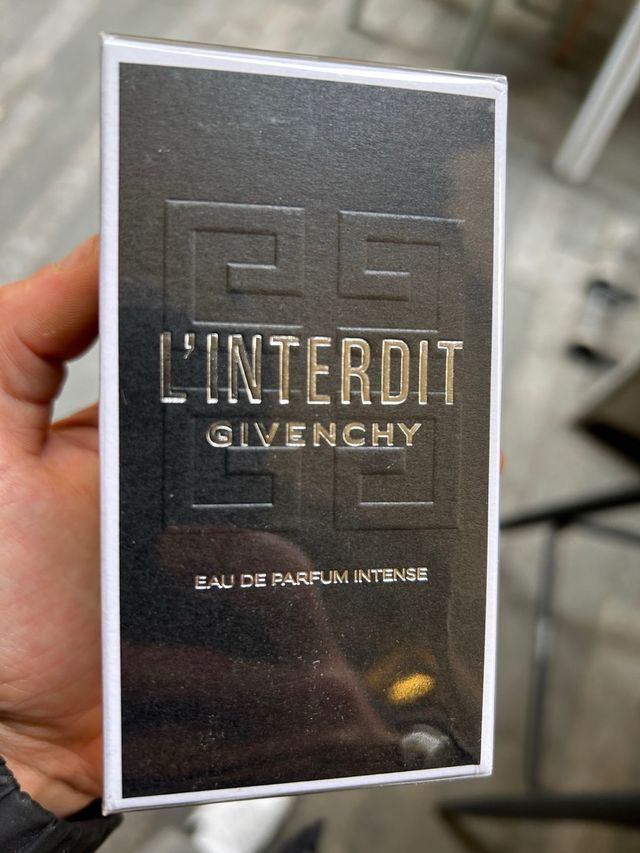 L'INTERDIT
GIVENCHY
EAU DE PARFUM INTENSE